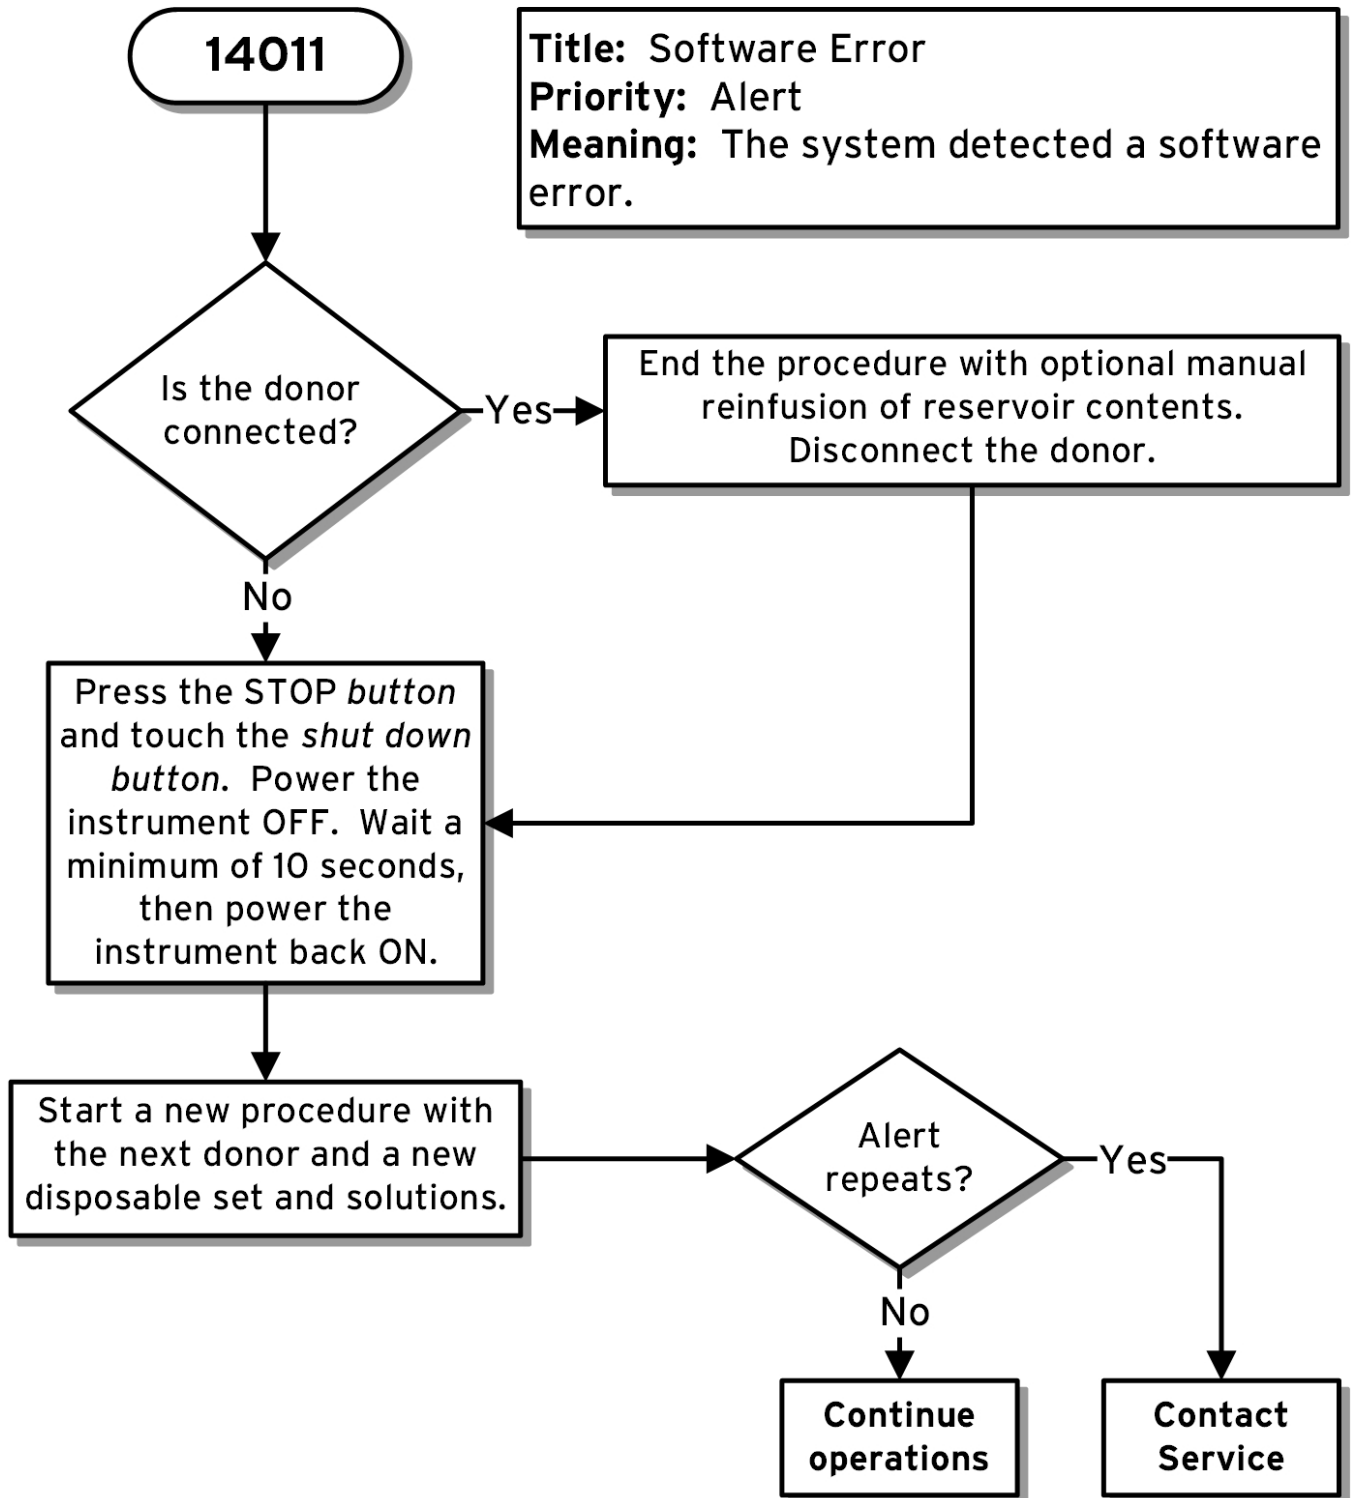 14011
Title: Software Error
Priority: Alert
Meaning: The system detected a software
error.
Is the donor
connected?
Yes
End the procedure with optional manual
reinfusion of reservoir contents.
Disconnect the donor.
No
Press the STOP button
and touch the shut down
button. Power the
instrument OFF. Wait a
minimum of 10 seconds,
then power the
instrument back ON.
Start a new procedure with
the next donor and a new
disposable set and solutions.
Alert
repeats?
Yes
No
Continue
operations
Contact
Service